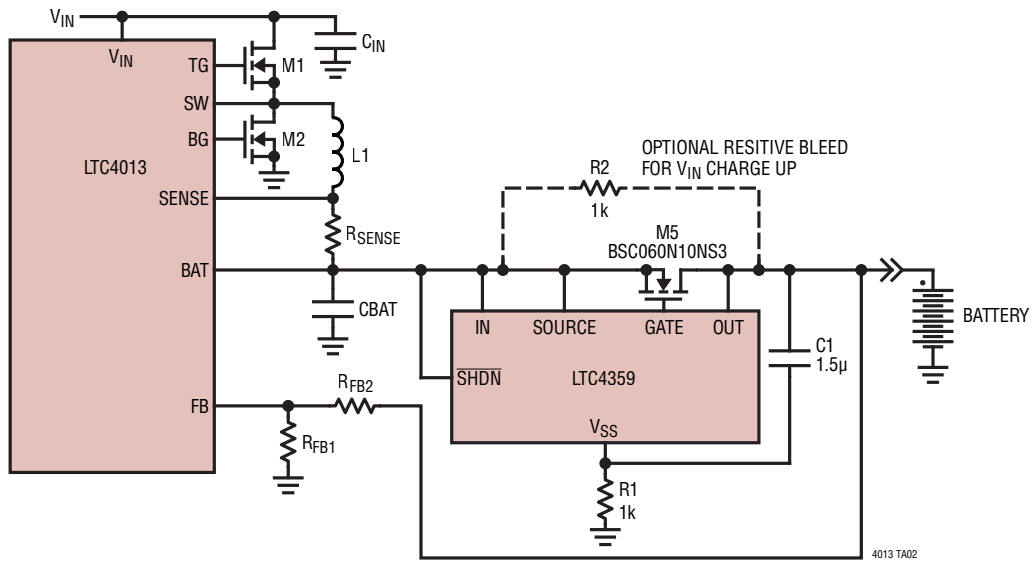 VIN
CIN
VIN
TG
M1
SW
BG
M2
LTC4013
L1
OPTIONAL RESITIVE BLEED
FOR VIN CHARGE UP
R2
1k
SENSE
RSENSE
M5
BSC060N10NS3
BAT
CBAT
IN
SOURCE
GATE
OUT
BATTERY
C1
1.5µ
SHDN
LTC4359
RFB2
FB
RFB1
VSS
R1
1k
4013 TA02